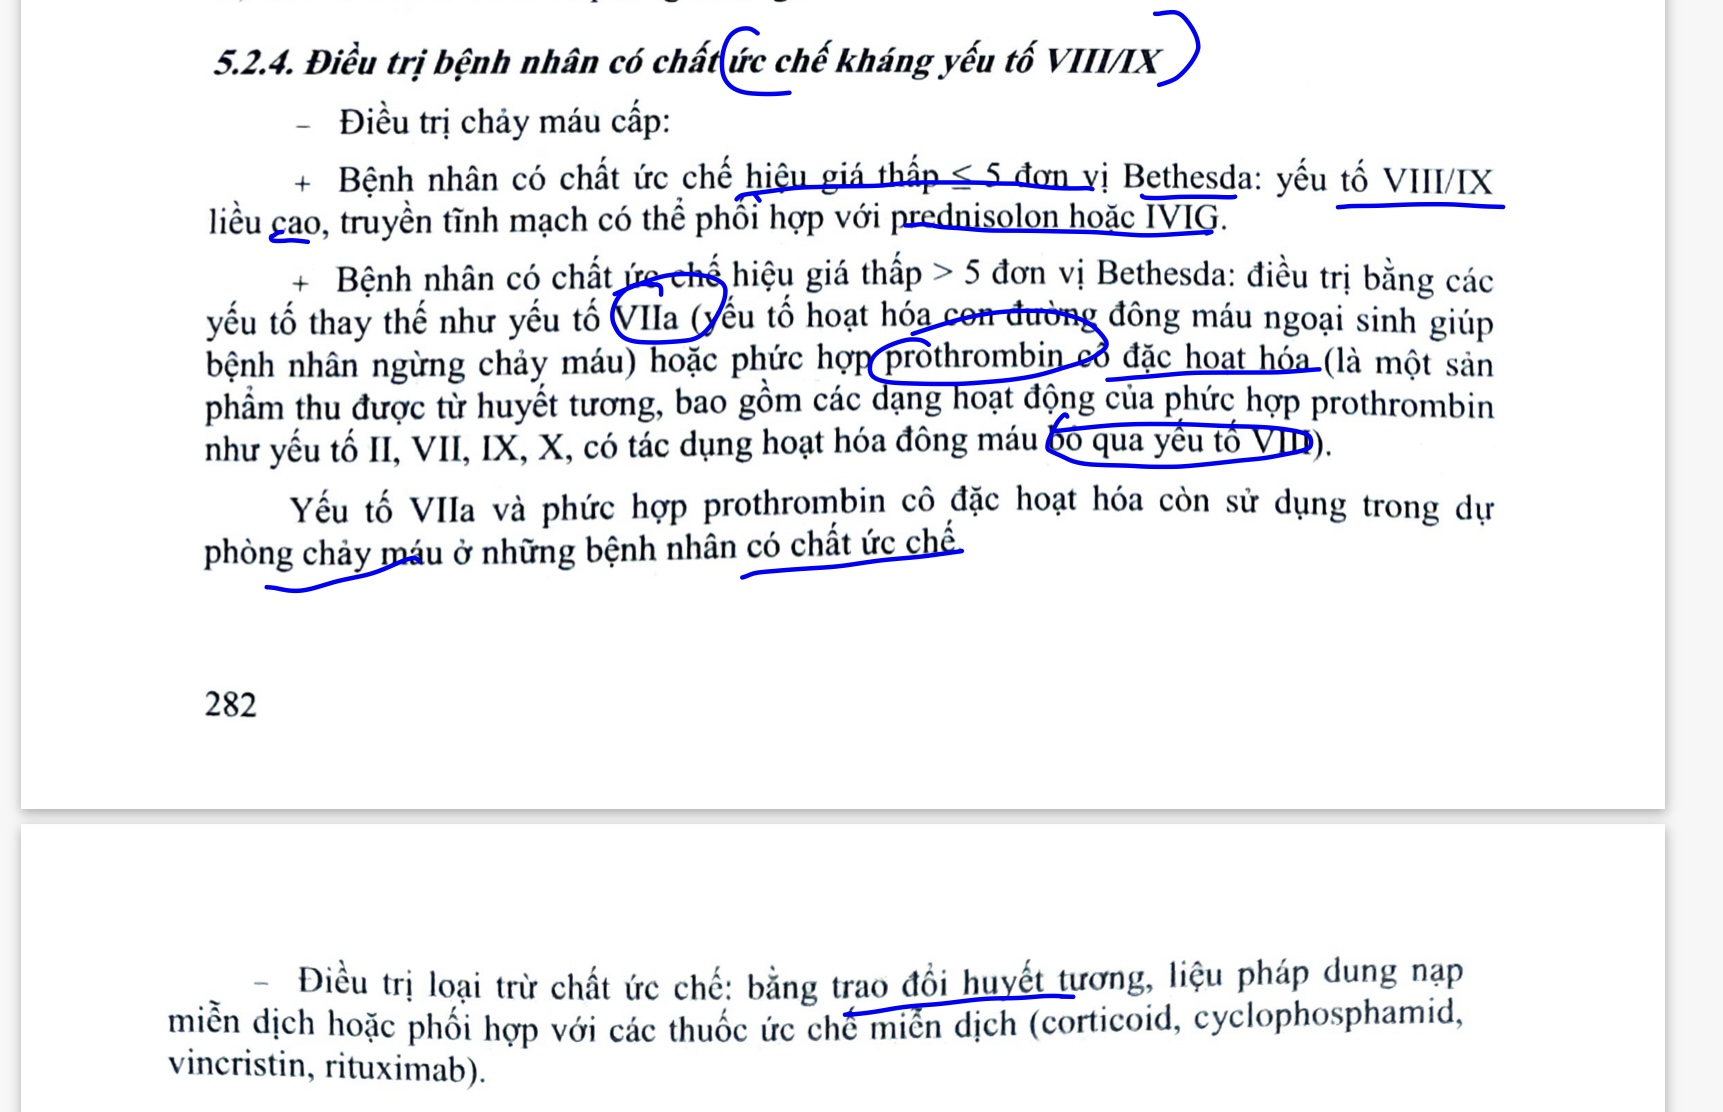 5.2.4. Điều trị bệnh nhân có chất ức chế kháng yếu tố VIII/IX
– Điều trị chảy máu cấp:
+ Bệnh nhân có chất ức chế hiệu giá thấp ≤ 5 đơn vị Bethesda: yếu tố VIII/IX
liều cao, truyền tĩnh mạch có thể phối hợp với prednisolon hoặc IVIG.
+ Bệnh nhân có chất ức chế hiệu giá thấp > 5 đơn vị Bethesda: điều trị bằng các
yếu tố thay thế như yếu tố VIIa (yếu tố hoạt hóa con đường đông máu ngoại sinh giúp
bệnh nhân ngừng chảy máu) hoặc phức hợp prothrombin cô đặc hoạt hóa (là một sản
phẩm thu được từ huyết tương, bao gồm các dạng hoạt động của phức hợp prothrombin
như yếu tố II, VII, IX, X, có tác dụng hoạt hóa đông máu bỏ qua yếu tố VIII).
Yếu tố VIIa và phức hợp prothrombin cô đặc hoạt hóa còn sử dụng trong dự
phòng chảy máu ở những bệnh nhân có chất ức chế.
282
– Điều trị loại trừ chất ức chế: bằng trao đổi huyết tương, liệu pháp dung nạp
miễn dịch hoặc phối hợp với các thuốc ức chế miễn dịch (corticoid, cyclophosphamid,
vincristin, rituximab).